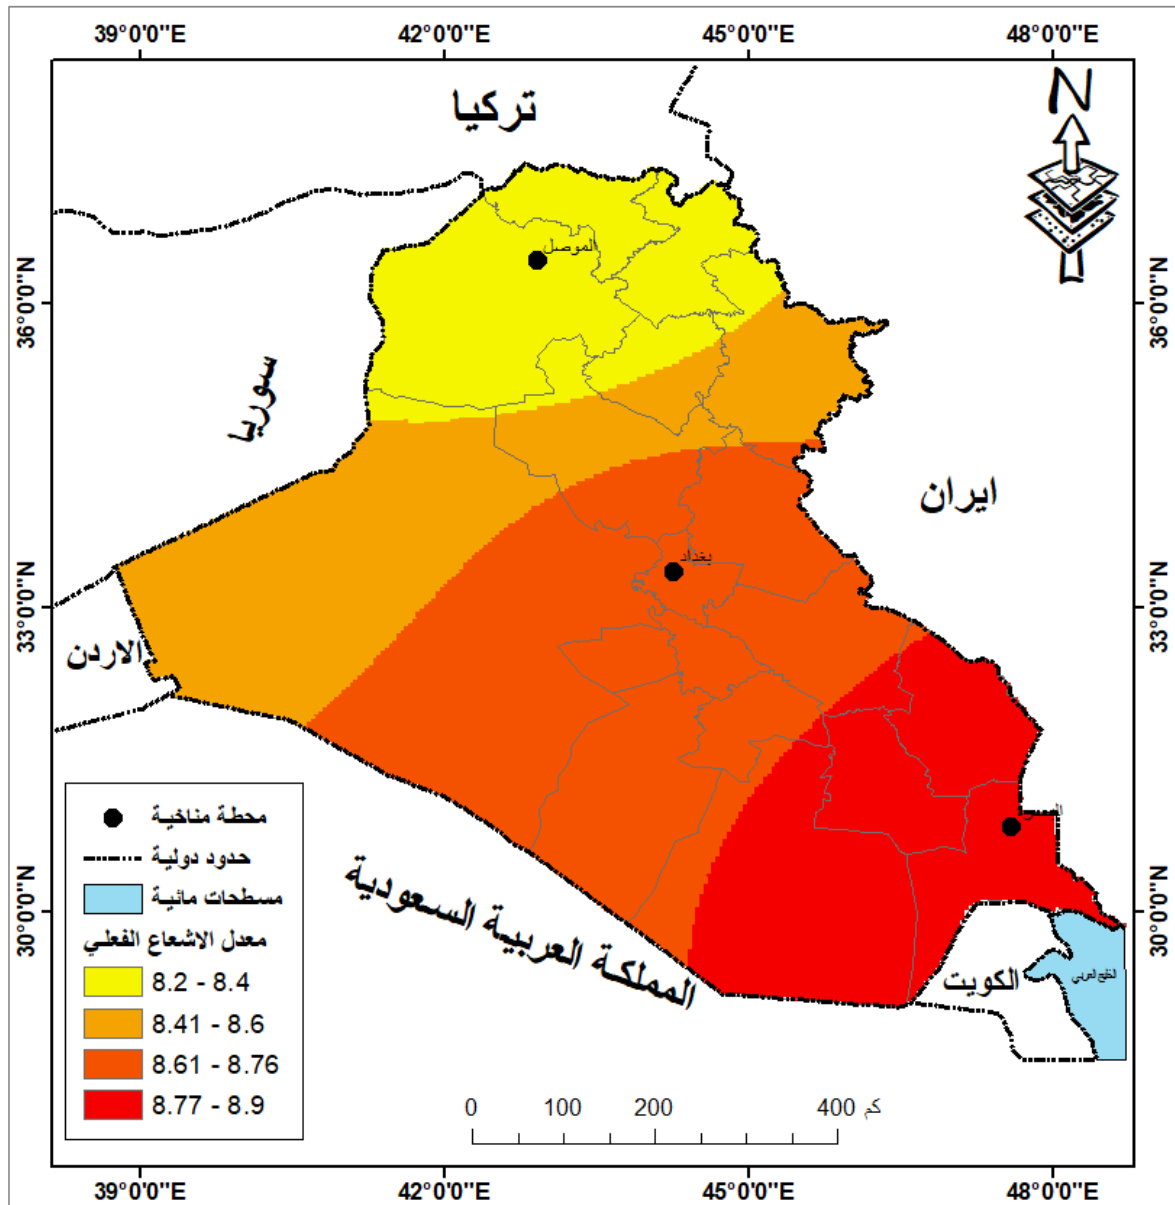 39°0'0"E 42°0'0"E 45°0'0"E 48°0'0"E
N
تركيا
الموصل
36°0'0"N 36°0'0"N
سوريا
ايران
بغداد
33°0'0"N 33°0'0"N
الاردن
محطة مناخية
حدود دولية
مسطحات مائية
معدل الاشعاع الفعلي
8.2 - 8.4
8.41 - 8.6
8.61 - 8.76
8.77 - 8.9
المملكة العربية السعودية
30°0'0"N 30°0'0"N
الكويت
الخليج العربي
0 100 200 400 كم
39°0'0"E 42°0'0"E 45°0'0"E 48°0'0"E